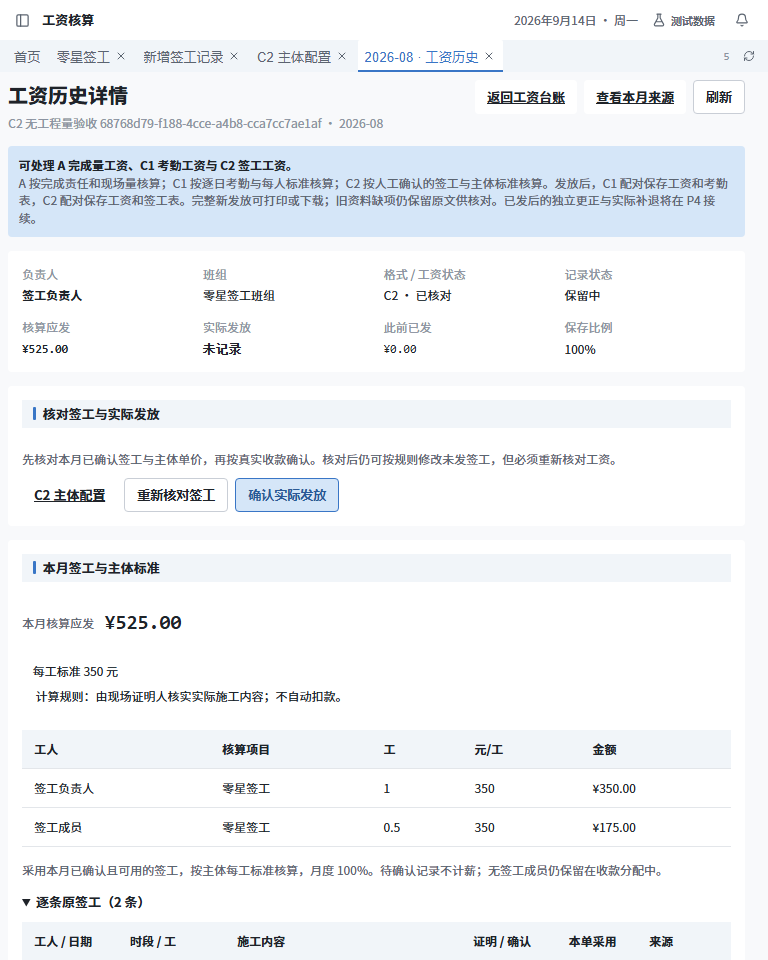 工资核算
2026年9月14日 · 周一
测试数据
首页
零星签工
新增签工记录
C2 主体配置
2026-08 · 工资历史
5
工资历史详情
返回工资台账
查看本月来源
刷新
C2 无工程量验收 68768d79-f188-4cce-a4b8-cca7cc7ae1af · 2026-08
可处理 A 完成量工资、C1 考勤工资与 C2 签工工资。
A 按完成责任和现场量核算；C1 按逐日考勤与每人标准核算；C2 按人工确认的签工与主体标准核算。发放后，C1 配对保存工资和考勤
表，C2 配对保存工资和签工表。完整新发放可打印或下载；旧资料缺项仍保留原文供核对。已发后的独立更正与实际补退将在 P4 接
续。
负责人
班组
格式 / 工资状态
记录状态
签工负责人
零星签工班组
C2 · 已核对
保留中
核算应发
实际发放
此前已发
保存比例
¥525.00
未记录
¥0.00
100%
核对签工与实际发放
先核对本月已确认签工与主体单价，再按真实收款确认。核对后仍可按规则修改未发签工，但必须重新核对工资。
C2 主体配置
重新核对签工
确认实际发放
本月签工与主体标准
本月核算应发 ¥525.00
每工标准 350 元
计算规则：由现场证明人核实实际施工内容；不自动扣款。
工人 核算项目 工 元/工 金额
签工负责人 零星签工 1 350 ¥350.00
签工成员 零星签工 0.5 350 ¥175.00
采用本月已确认且可用的签工，按主体每工标准核算，月度 100%。待确认记录不计薪；无签工成员仍保留在收款分配中。
▼ 逐条原签工（2 条）
工人 / 日期 时段 / 工 施工内容 证明 / 确认 本单采用 来源